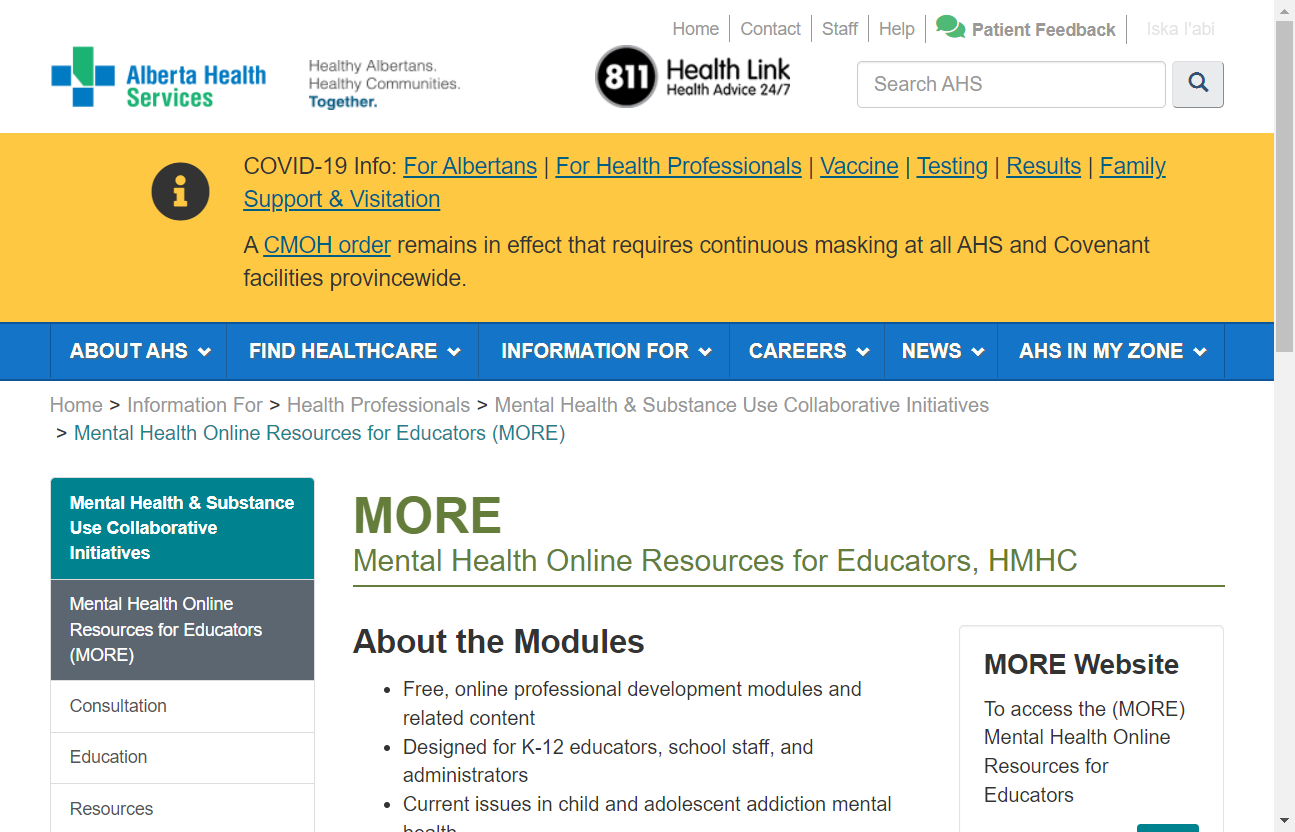 Home Contact Staff Help Patient Feedback Iska I'abi
Alberta Health Services
Healthy Albertans.
Healthy Communities.
Together.
811 Health Link
Health Advice 24/7
Search AHS
COVID-19 Info: For Albertans | For Health Professionals | Vaccine | Testing | Results | Family
Support & Visitation
A CMOH order remains in effect that requires continuous masking at all AHS and Covenant
facilities provincewide.
ABOUT AHS FIND HEALTHCARE INFORMATION FOR CAREERS NEWS AHS IN MY ZONE
Home > Information For > Health Professionals > Mental Health & Substance Use Collaborative Initiatives
> Mental Health Online Resources for Educators (MORE)
Mental Health & Substance
Use Collaborative
Initiatives
Mental Health Online
Resources for Educators
(MORE)
Consultation
Education
Resources
MORE
Mental Health Online Resources for Educators, HMHC
About the Modules
• Free, online professional development modules and
related content
• Designed for K-12 educators, school staff, and
administrators
• Current issues in child and adolescent addiction mental
health
MORE Website
To access the (MORE)
Mental Health Online
Resources for
Educators